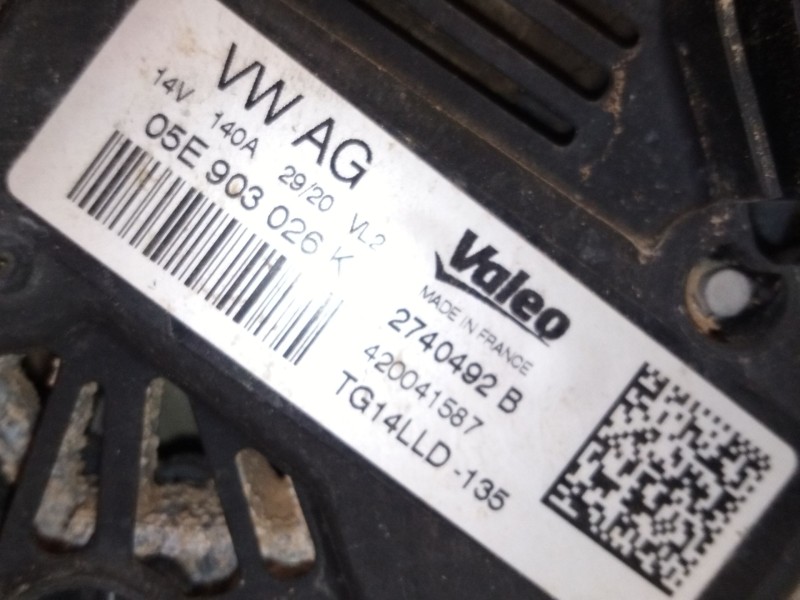 VW AG
14V 140A 29/20 VL2
05E 903 026 K
Valeo
MADE IN FRANCE
2740492 B
420041587
TG14LLD -135